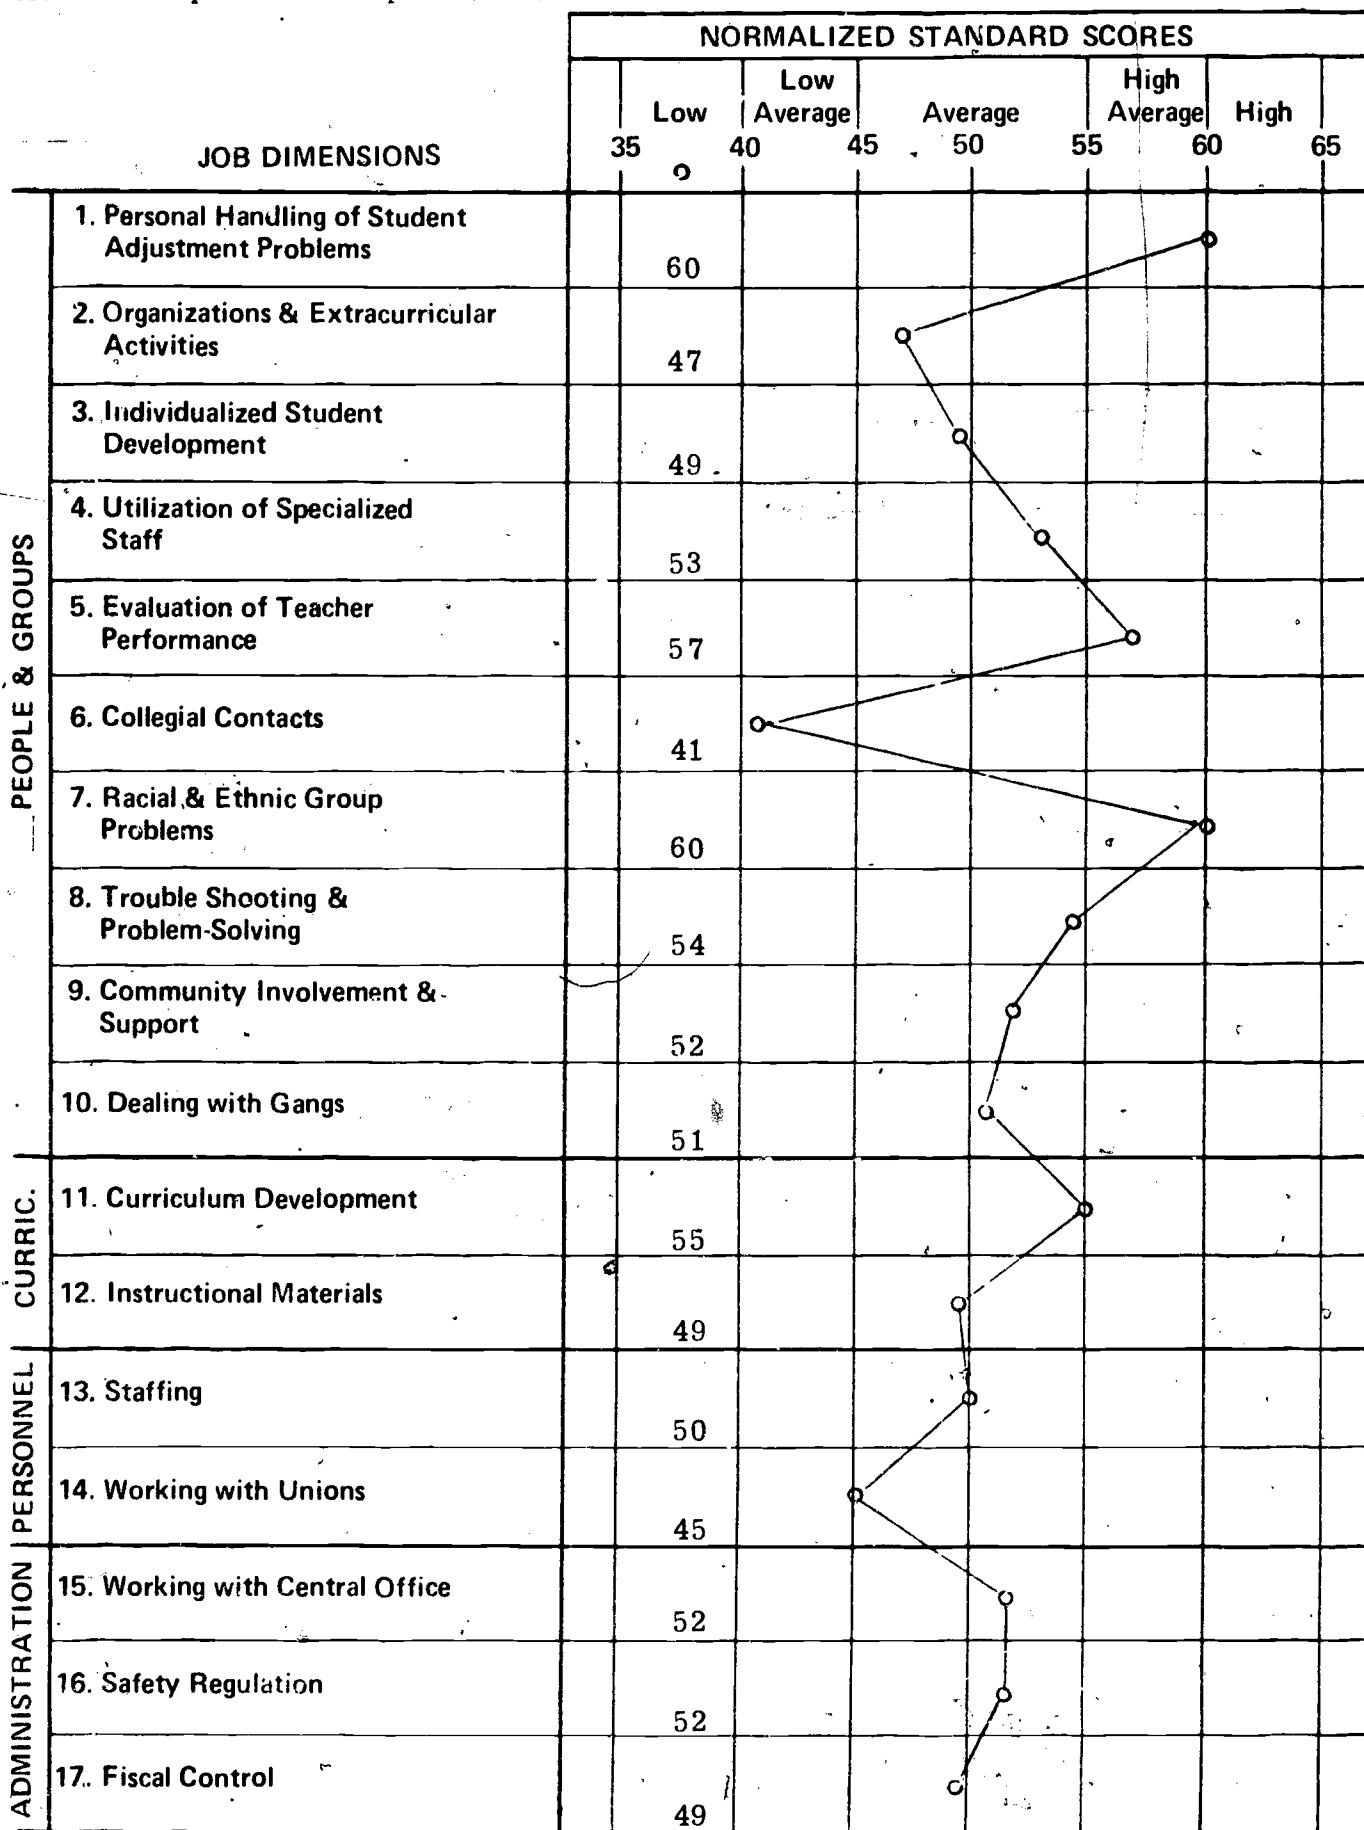 NORMALIZED STANDARD SCORES
Low High
Low Average Average Average High
JOB DIMENSIONS 35 40 45 50 55 60 65
PEOPLE & GROUPS
1. Personal Handling of Student
Adjustment Problems
60
2. Organizations & Extracurricular
Activities
47
3. Individualized Student
Development
49
4. Utilization of Specialized
Staff
53
5. Evaluation of Teacher
Performance
57
6. Collegial Contacts
41
7. Racial & Ethnic Group
Problems
60
8. Trouble Shooting &
Problem-Solving
54
9. Community Involvement &
Support
52
10. Dealing with Gangs
51
CURRIC.
11. Curriculum Development
55
12. Instructional Materials
49
PERSONNEL
13. Staffing
50
14. Working with Unions
45
ADMINISTRATION
15. Working with Central Office
52
16. Safety Regulation
52
17. Fiscal Control
49